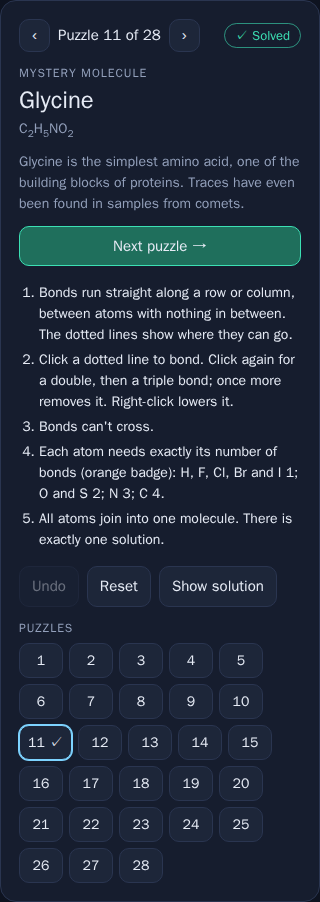 ‹ Puzzle 11 of 28 › ✓ Solved
MYSTERY MOLECULE
Glycine
C₂H₅NO₂
Glycine is the simplest amino acid, one of the
building blocks of proteins. Traces have even
been found in samples from comets.
Next puzzle →
1. Bonds run straight along a row or column,
between atoms with nothing in between.
The dotted lines show where they can go.
2. Click a dotted line to bond. Click again for
a double, then a triple bond; once more
removes it. Right-click lowers it.
3. Bonds can't cross.
4. Each atom needs exactly its number of
bonds (orange badge): H, F, Cl, Br and I 1;
O and S 2; N 3; C 4.
5. All atoms join into one molecule. There is
exactly one solution.
Undo Reset Show solution
PUZZLES
1 2 3 4 5
6 7 8 9 10
11 ✓ 12 13 14 15
16 17 18 19 20
21 22 23 24 25
26 27 28